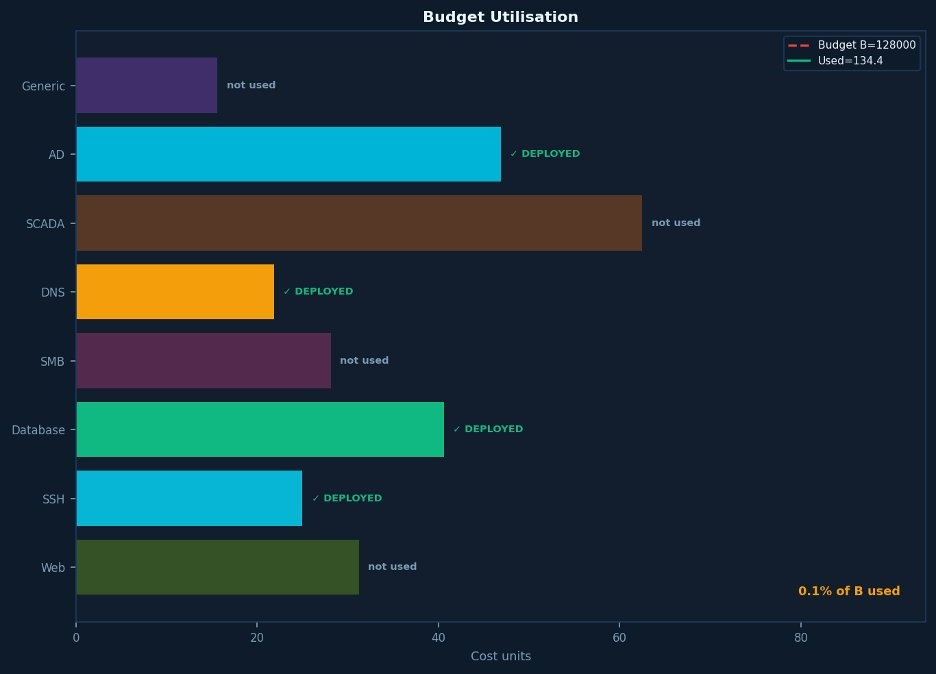 Budget Utilisation
Budget B=128000
Used=134.4
Generic
not used
AD
✓ DEPLOYED
SCADA
not used
DNS
✓ DEPLOYED
SMB
not used
Database
✓ DEPLOYED
SSH
✓ DEPLOYED
Web
not used
0.1% of B used
0 20 40 60 80
Cost units